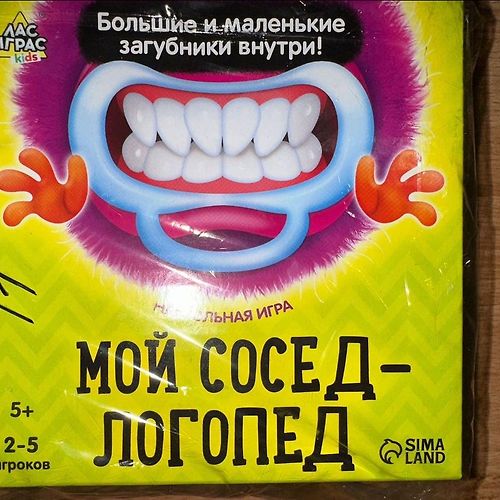 Большие и маленькие
загубники внутри!
ЛАС
ИГРАС
kids
НАСТОЛЬНАЯ ИГРА
МОЙ СОСЕД-
ЛОГОПЕД
5+
2-5
игроков
SIMA
LAND